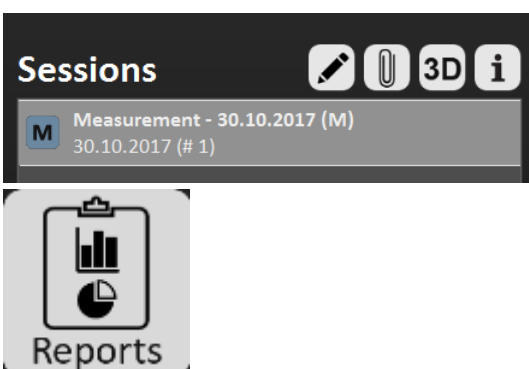 Sessions
3D
i
M
Measurement - 30.10.2017 (M)
30.10.2017 (# 1)
Reports